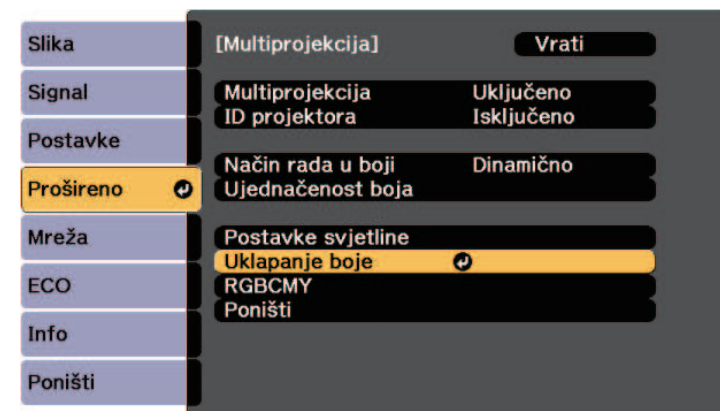 Slika
Signal
Postavke
Prošireno
Mreža
ECO
Info
Poništi
[Multiprojekcija] Vrati
Multiprojekcija Uključeno
ID projektora Isključeno
Način rada u boji Dinamično
Ujednačenost boja
Postavke svjetline
Uklapanje boje
RGBCMY
Poništi